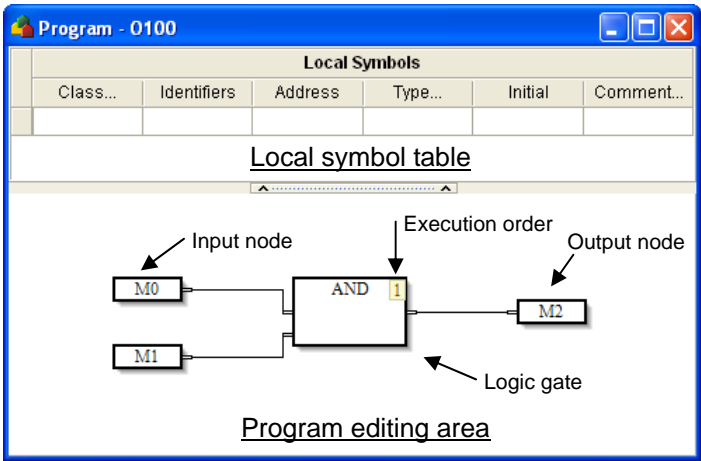 Program - O100
Local Symbols
Class... Identifiers Address Type... Initial Comment...
Local symbol table
Input node
Execution order
Output node
M0
AND 1
M2
M1
Logic gate
Program editing area